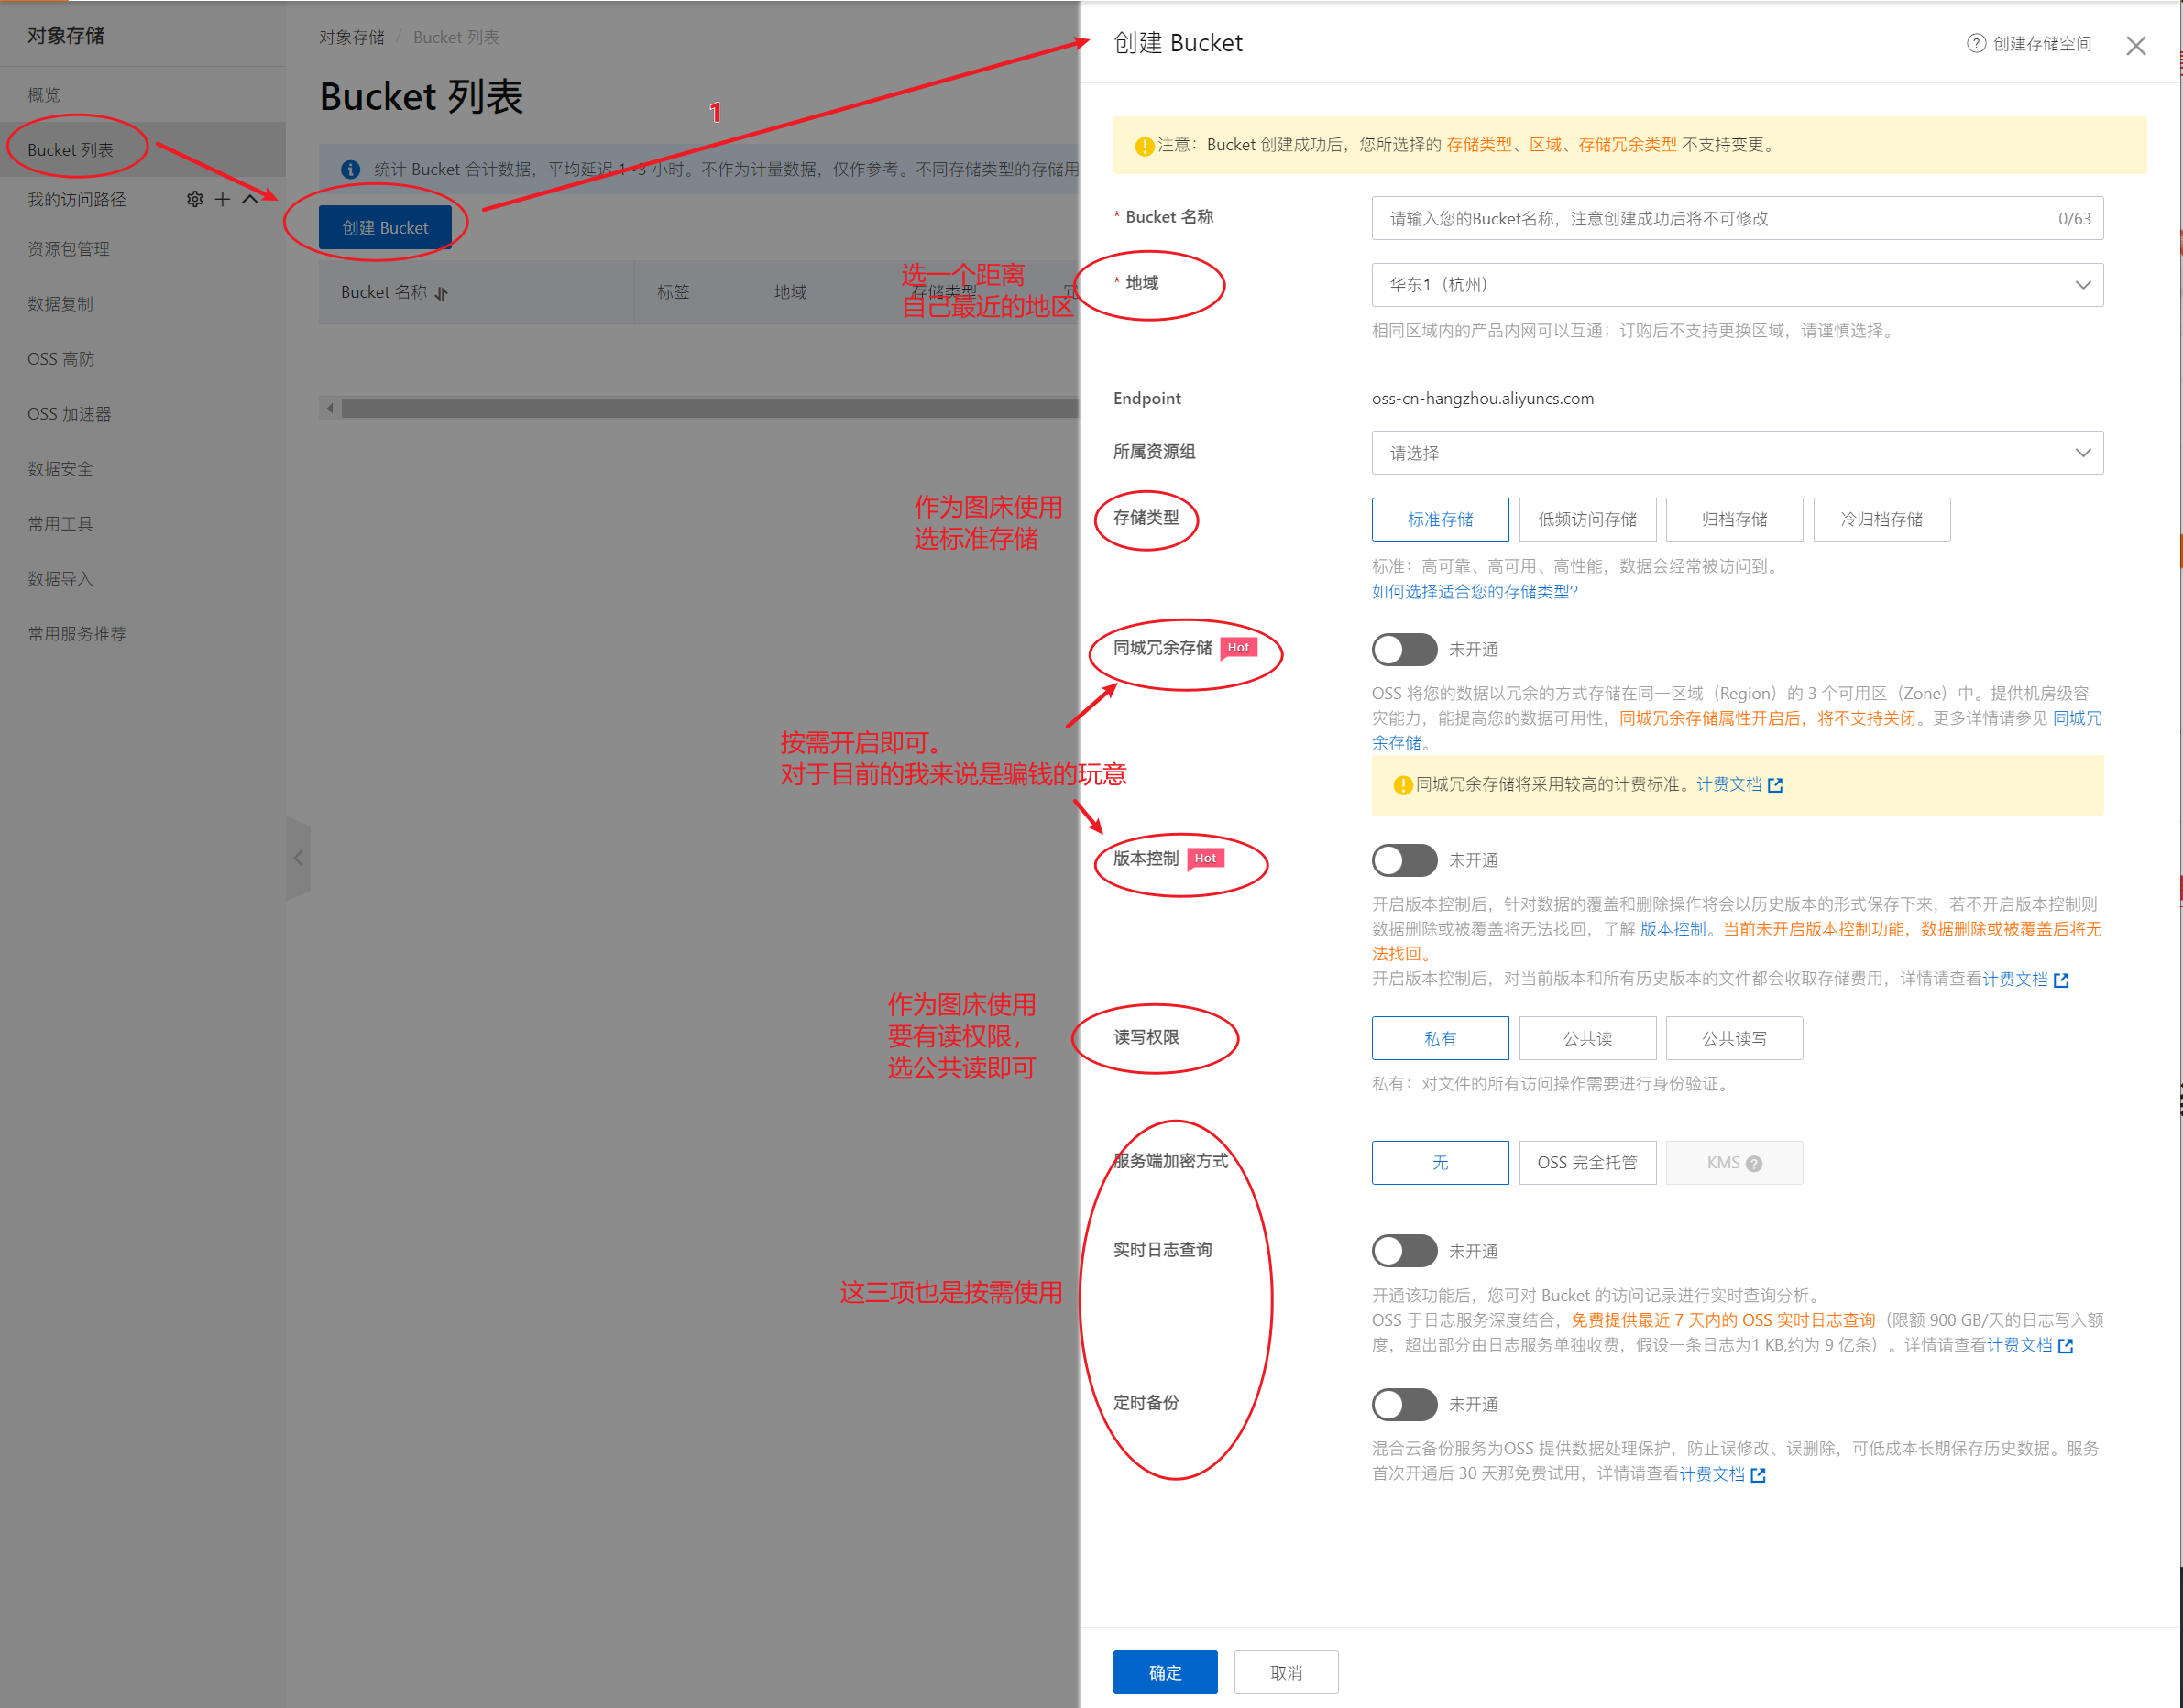 对象存储
概览
Bucket 列表
我的访问路径
资源包管理
数据复制
OSS 高防
OSS 加速器
数据安全
常用工具
数据导入
常用服务推荐
对象存储 / Bucket 列表
Bucket 列表
1
统计 Bucket 合计数据，平均延迟 1~3 小时。不作为计量数据，仅作参考。不同存储类型的存储用
创建 Bucket
Bucket 名称
标签
地域
存储类型
选一个距离
自己最近的地区
作为图床使用
选标准存储
按需开启即可。
对于目前的我来说是骗钱的玩意
作为图床使用
要有读权限，
选公共读即可
这三项也是按需使用
创建 Bucket
创建存储空间
注意：Bucket 创建成功后，您所选择的 存储类型、区域、存储冗余类型 不支持变更。
* Bucket 名称
请输入您的Bucket名称，注意创建成功后将不可修改
0/63
* 地域
华东1（杭州）
相同区域内的产品内网可以互通；订购后不支持更换区域，请谨慎选择。
Endpoint
oss-cn-hangzhou.aliyuncs.com
所属资源组
请选择
存储类型
标准存储
低频访问存储
归档存储
冷归档存储
标准：高可靠、高可用、高性能，数据会经常被访问到。
如何选择适合您的存储类型?
同城冗余存储 Hot
未开通
OSS 将您的数据以冗余的方式存储在同一区域（Region）的 3 个可用区（Zone）中。提供机房级容
灾能力，能提高您的数据可用性，同城冗余存储属性开启后，将不支持关闭。更多详情请参见 同城冗
余存储。
同城冗余存储将采用较高的计费标准。计费文档
版本控制 Hot
未开通
开启版本控制后，针对数据的覆盖和删除操作将会以历史版本的形式保存下来，若不开启版本控制则
数据删除或被覆盖将无法找回，了解 版本控制。当前未开启版本控制功能，数据删除或被覆盖后将无
法找回。
开启版本控制后，对当前版本和所有历史版本的文件都会收取存储费用，详情请查看计费文档
读写权限
私有
公共读
公共读写
私有：对文件的所有访问操作需要进行身份验证。
服务端加密方式
无
OSS 完全托管
KMS
实时日志查询
未开通
开通该功能后，您可对 Bucket 的访问记录进行实时查询分析。
OSS 于日志服务深度结合，免费提供最近 7 天内的 OSS 实时日志查询（限额 900 GB/天的日志写入额
度，超出部分由日志服务单独收费，假设一条日志为1 KB,约为 9 亿条）。详情请查看计费文档
定时备份
未开通
混合云备份服务为OSS 提供数据处理保护，防止误修改、误删除，可低成本长期保存历史数据。服务
首次开通后 30 天那免费试用，详情请查看计费文档
确定
取消